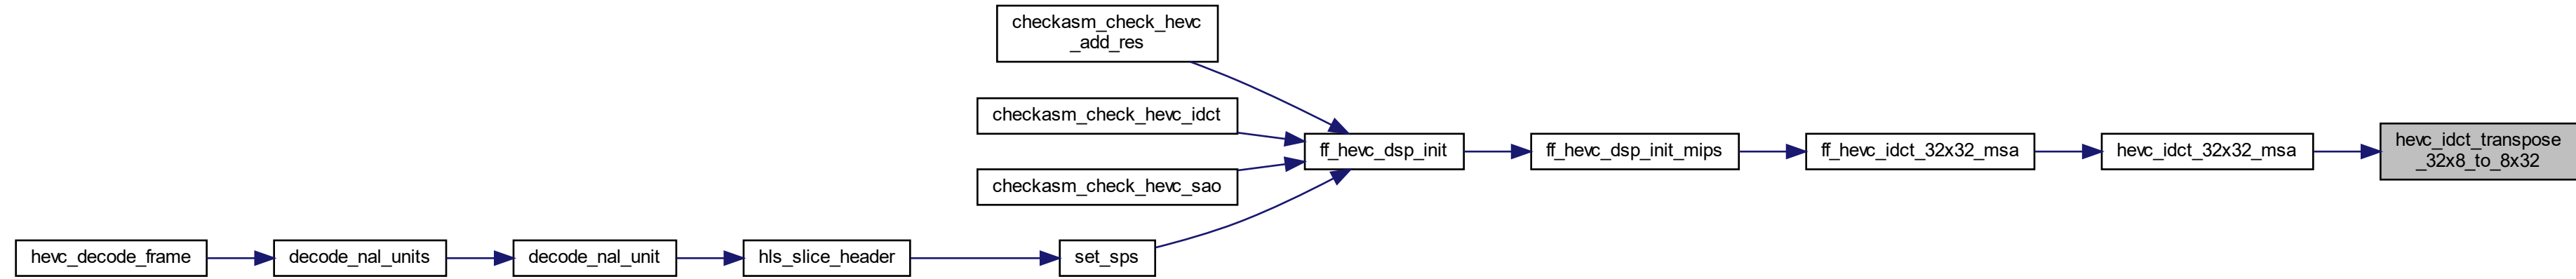 checkasm_check_hevc
_add_res
checkasm_check_hevc_idct
checkasm_check_hevc_sao
hevc_decode_frame
decode_nal_units
decode_nal_unit
hls_slice_header
set_sps
ff_hevc_dsp_init
ff_hevc_dsp_init_mips
ff_hevc_idct_32x32_msa
hevc_idct_32x32_msa
hevc_idct_transpose
_32x8_to_8x32